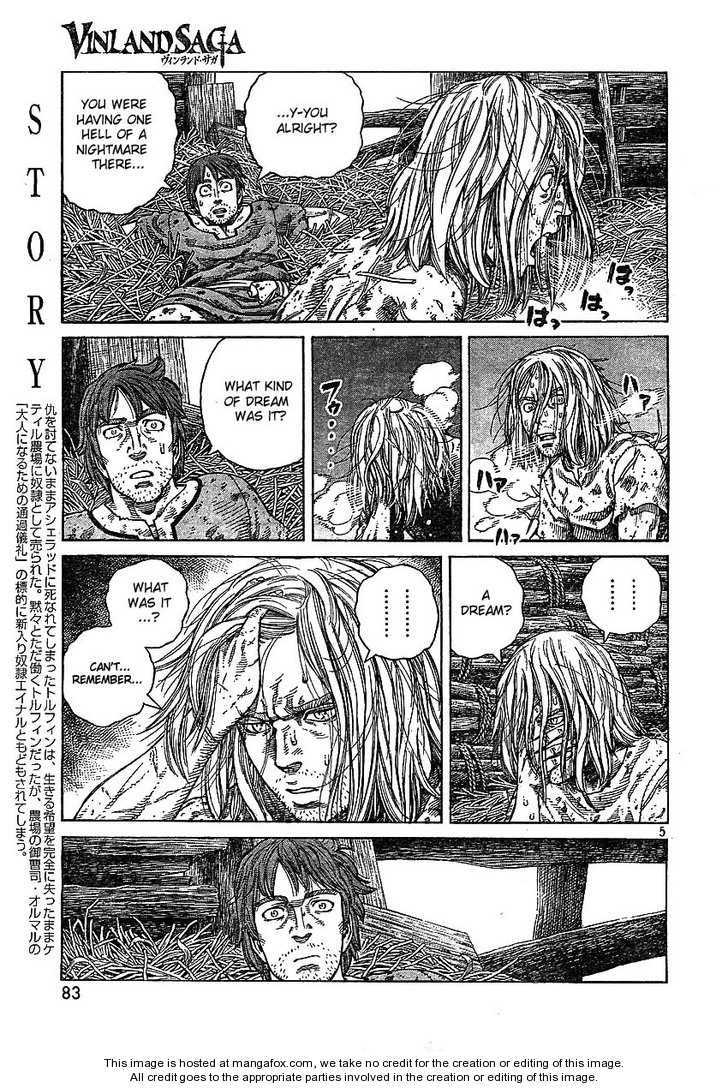 VINLAND SAGA
ヴィンランド・サガ
STORY
仇を討てないままアシェラッドに死なれてしまったトルフィンは、生きる希望を完全に失ったままケ
ティル農場に奴隷として売られた。黙々とただ働くトルフィンだったが、農場の御曹司・オルマルの
「大人になるための通過儀礼」の標的に新入り奴隷エイナルともどもされてしまう。
...Y-YOU
ALRIGHT?
YOU WERE
HAVING ONE
HELL OF A
NIGHTMARE
THERE...
はっ
はっ
ハァ
ハァッ
フゥ・・・・
WHAT KIND
OF DREAM
WAS IT?
・・・・・
A
DREAM?
・・・・・・
WHAT
WAS IT
...?
CAN'T...
REMEMBER...
5
83
This image is hosted at mangafox.com, we take no credit for the creation or editing of this image.
All credit goes to the appropriate parties involved in the creation or editing of this image.